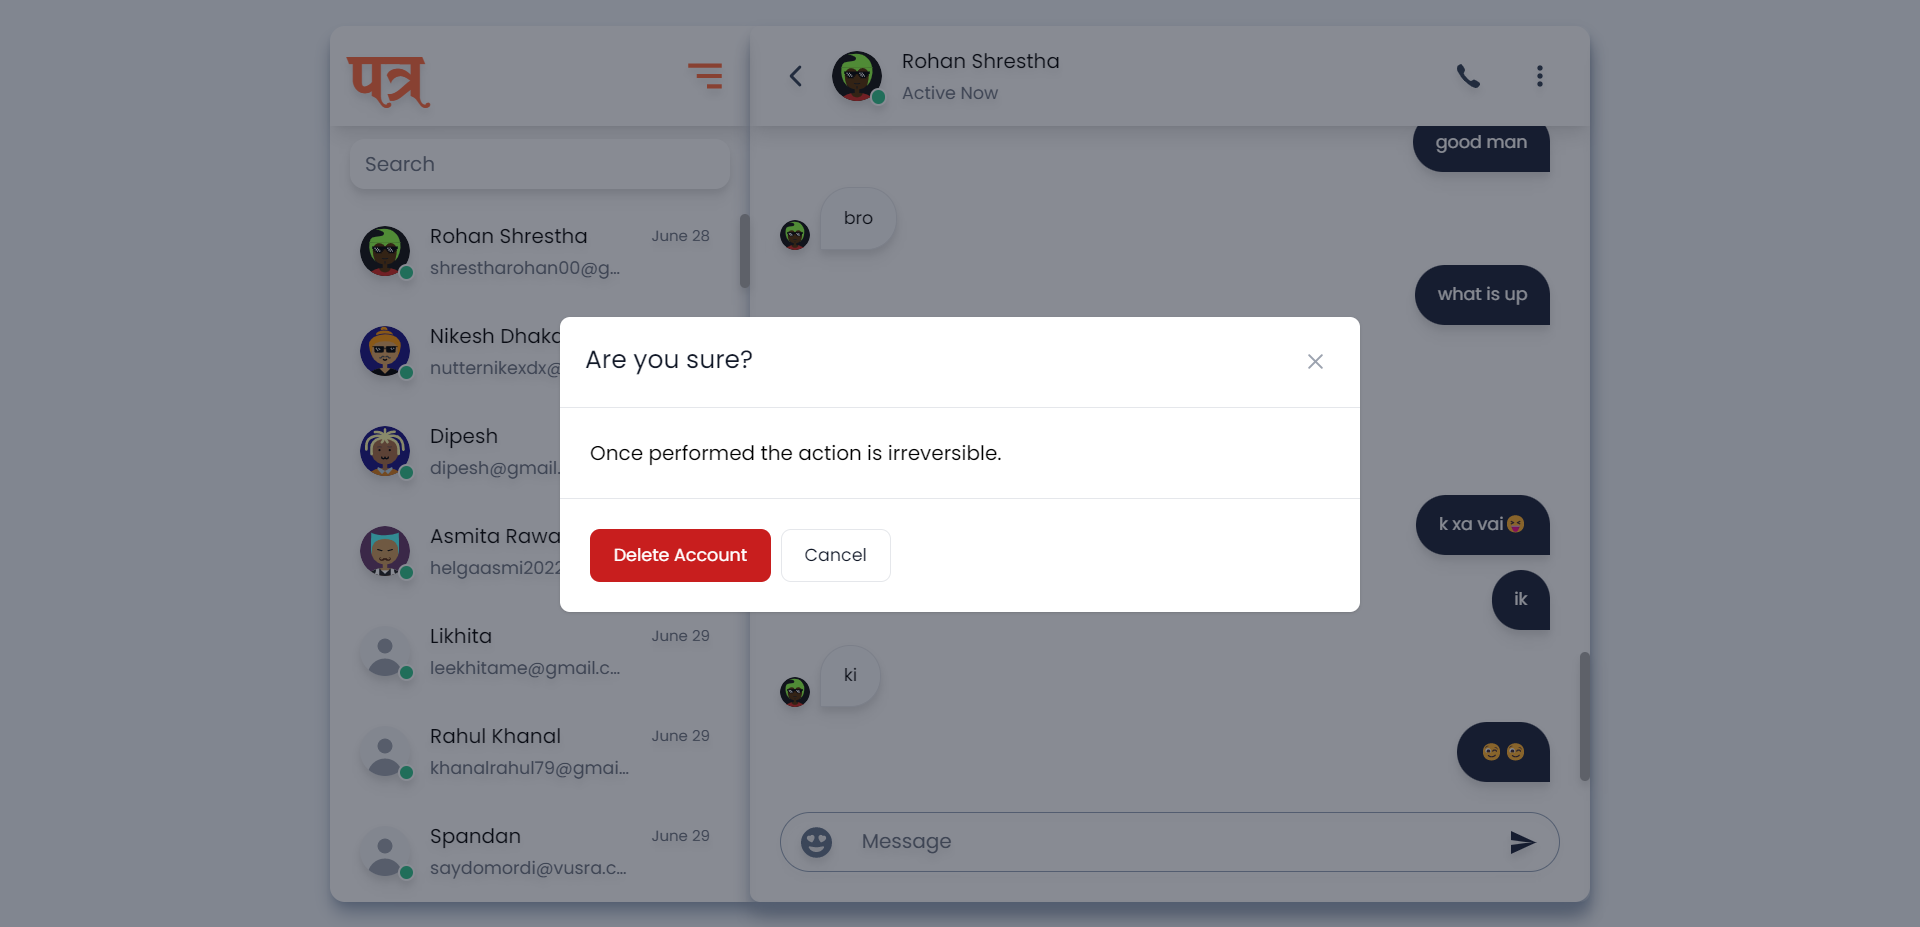 पत्र
Search
Rohan Shrestha
June 28
shrestharohan00@g...
Nikesh Dhak
nutternikexdx@
Dipesh
dipesh@gmail.
Asmita Rawa
helgaasmi2022
Likhita
June 29
leekhitame@gmail.c...
Rahul Khanal
June 29
khanalrahul79@gmai...
Spandan
June 29
saydomordi@vusra.c...
Rohan Shrestha
Active Now
good man
bro
what is up
k xa vai😝
ik
ki
😉😉
Message
Are you sure?
Once performed the action is irreversible.
Delete Account
Cancel